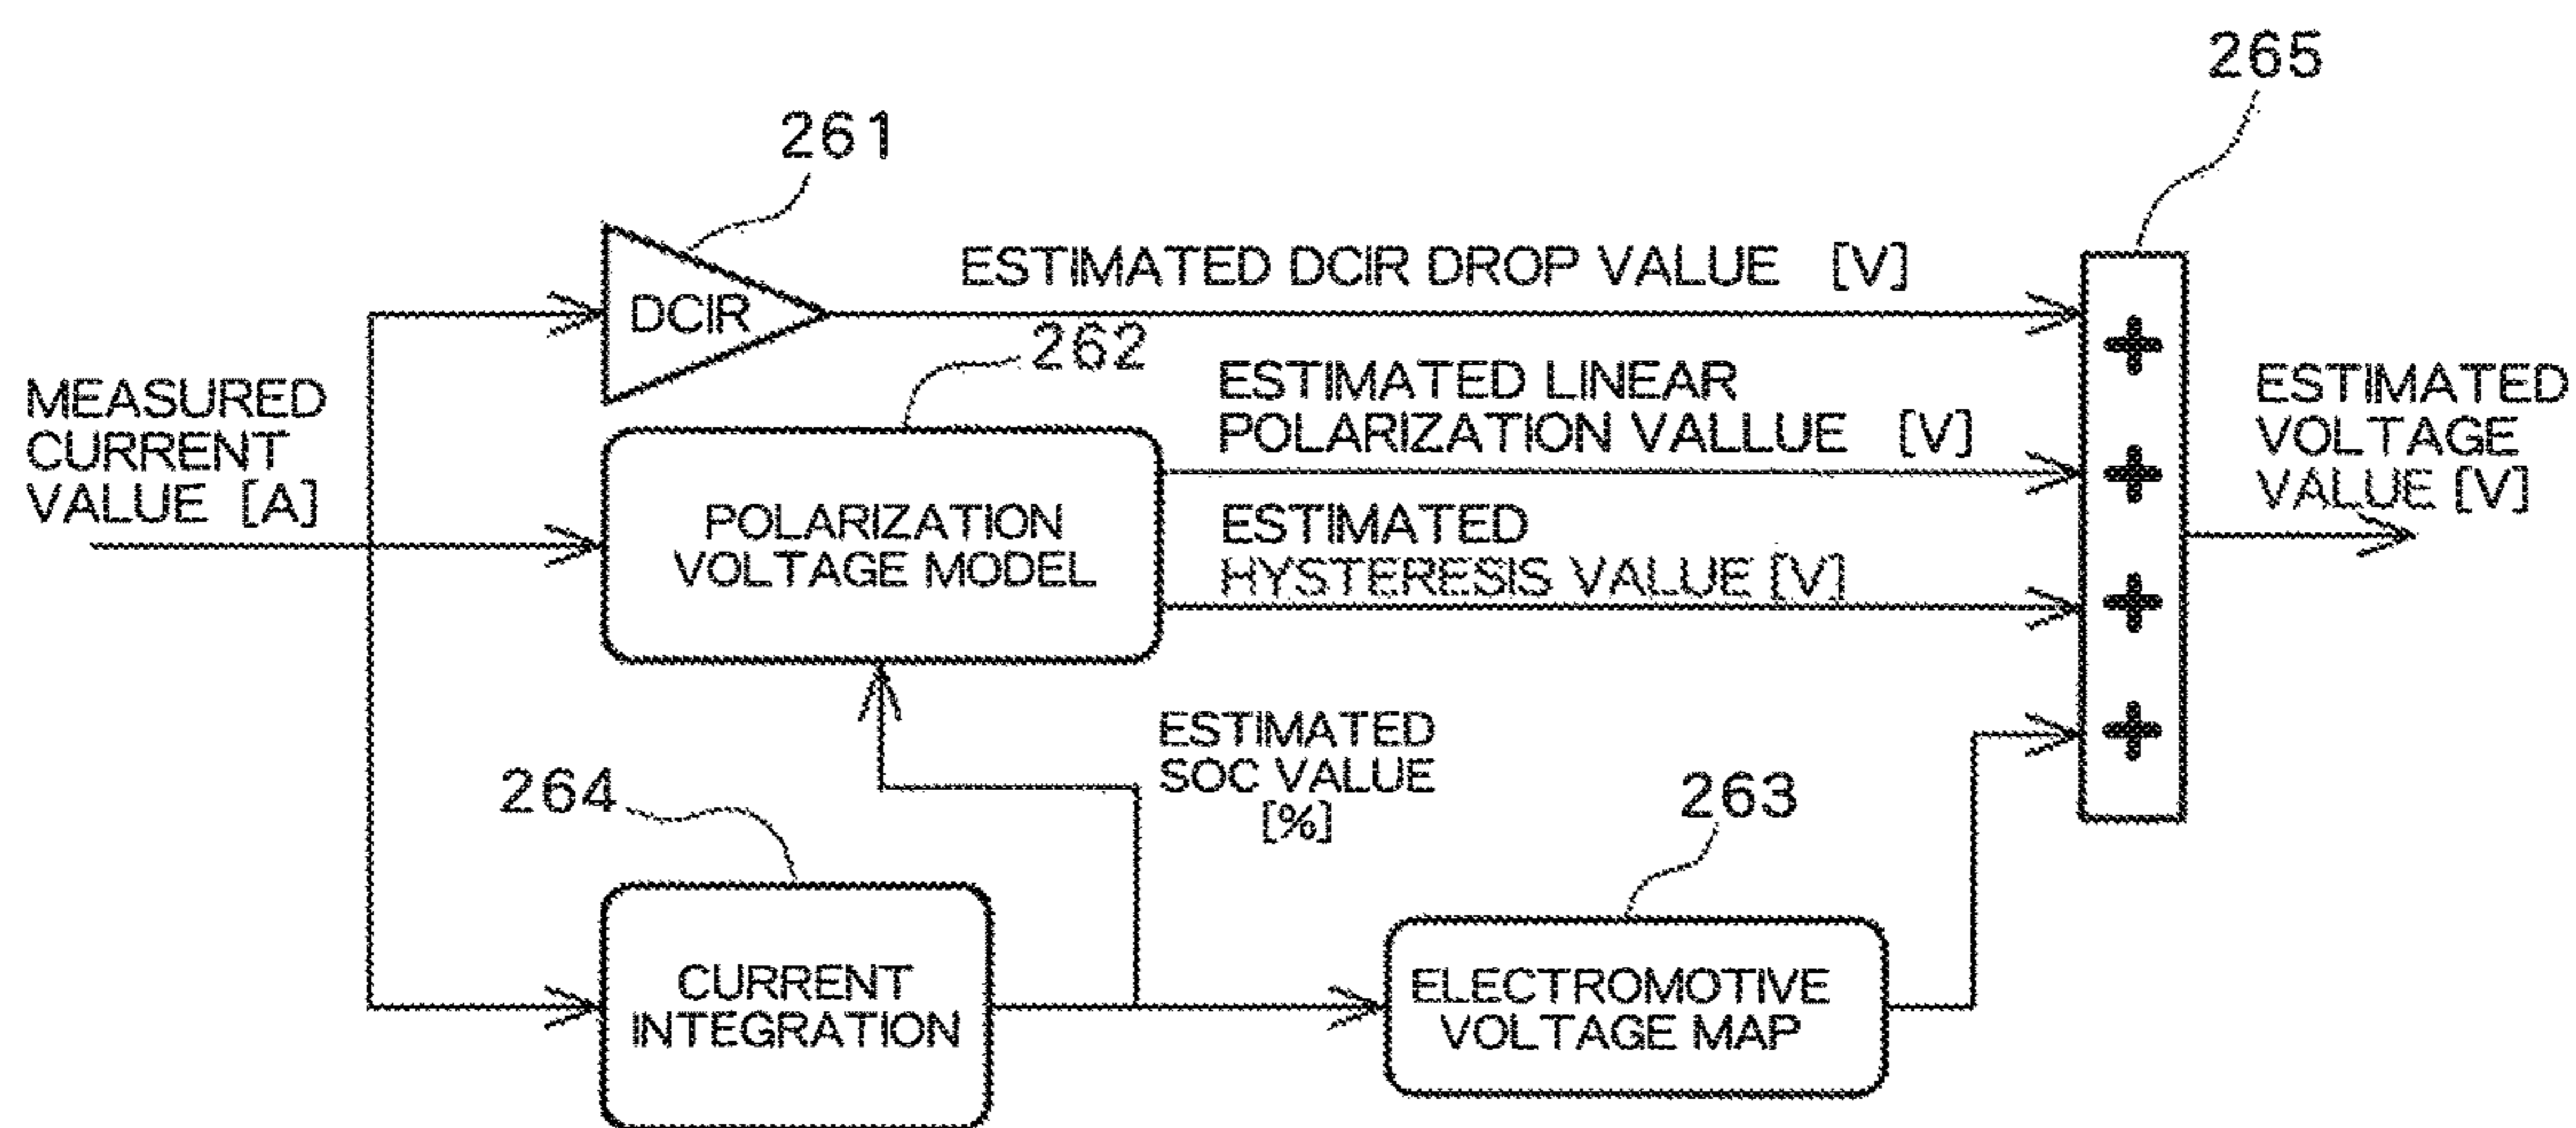 265
261
ESTIMATED DCIR DROP VALUE [V]
DCIR
262
MEASURED
CURRENT
VALUE [A]
ESTIMATED LINEAR
POLARIZATION VALLUE [V]
ESTIMATED
VOLTAGE
VALUE [V]
POLARIZATION
VOLTAGE MODEL
ESTIMATED
HYSTERESIS VALUE [V]
+
+
+
+
ESTIMATED
SOC VALUE
[%]
264
263
CURRENT
INTEGRATION
ELECTROMOTIVE
VOLTAGE MAP